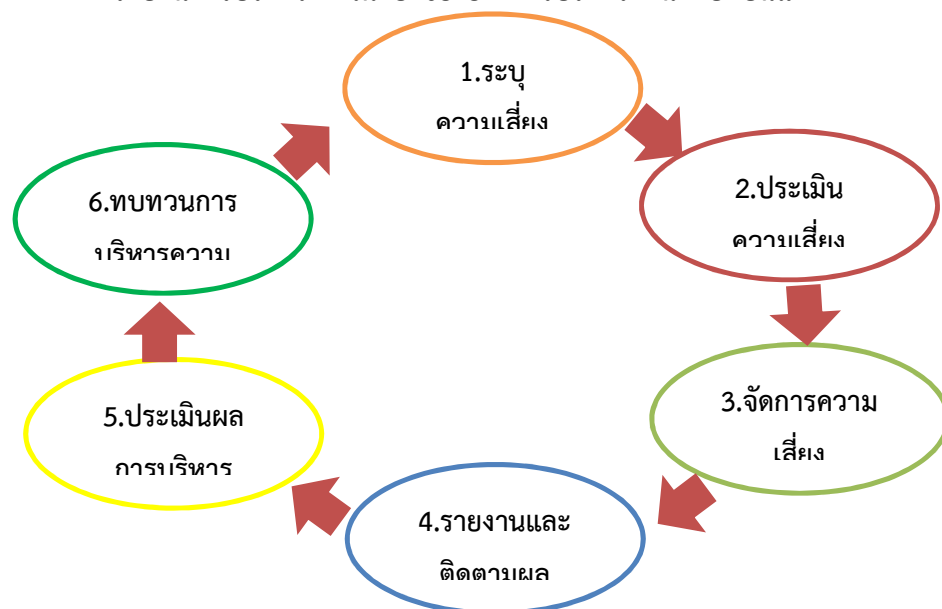 1.ระบุ
ความเสี่ยง
2.ประเมิน
ความเสี่ยง
3.จัดการความ
เสี่ยง
4.รายงานและ
ติดตามผล
5.ประเมินผล
การบริหาร
6.ทบทวนการ
บริหารความ